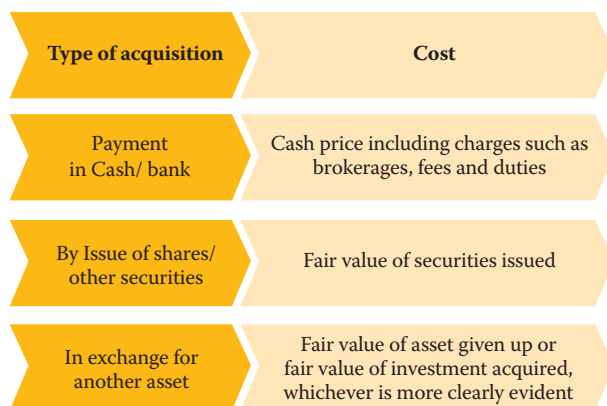 Type of acquisition
Cost
Payment
in Cash/ bank
Cash price including charges such as
brokerages, fees and duties
By Issue of shares/
other securities
Fair value of securities issued
In exchange for
another asset
Fair value of asset given up or
fair value of investment acquired,
whichever is more clearly evident